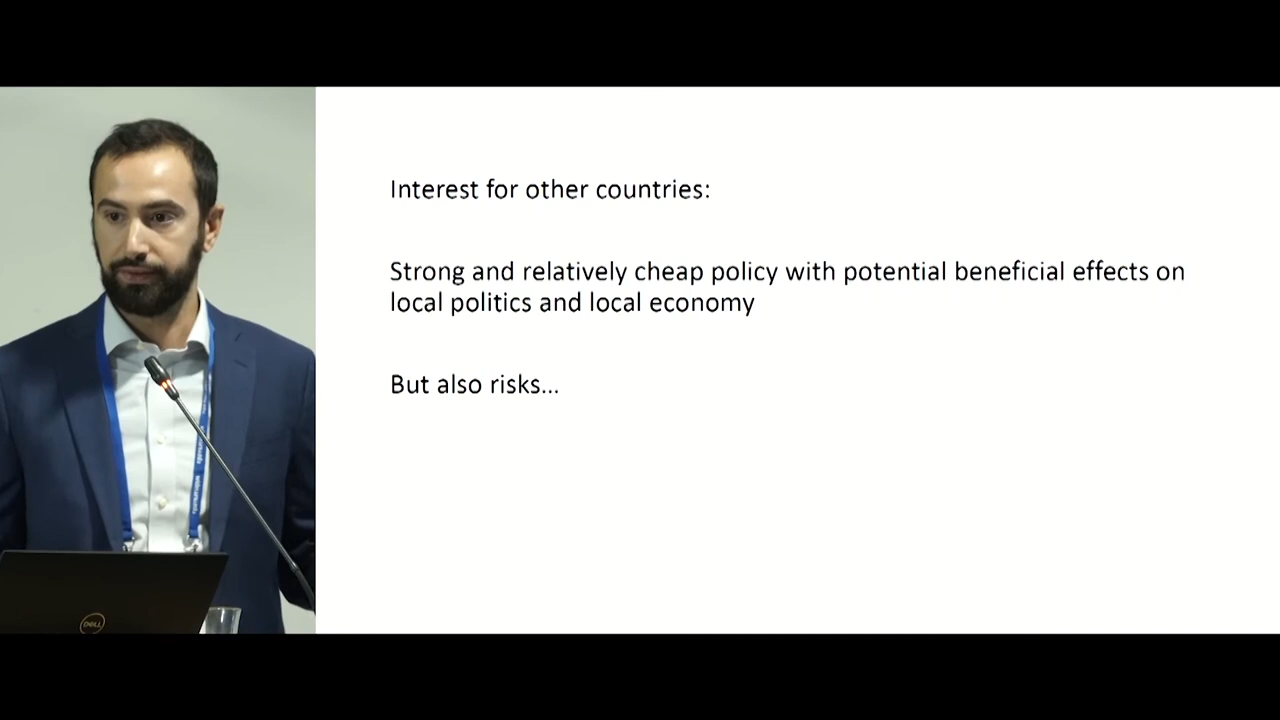 Interest for other countries:
Strong and relatively cheap policy with potential beneficial effects on
local politics and local economy
But also risks...
DELL